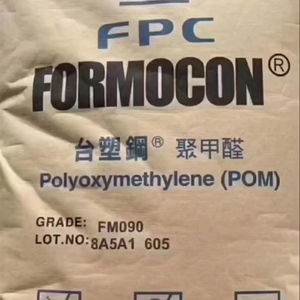 FPC
FORMOCON®
台塑鋼® 聚甲醛
Polyoxymethylene (POM)
GRADE: FM090
LOT.NO: 8A5A1 605